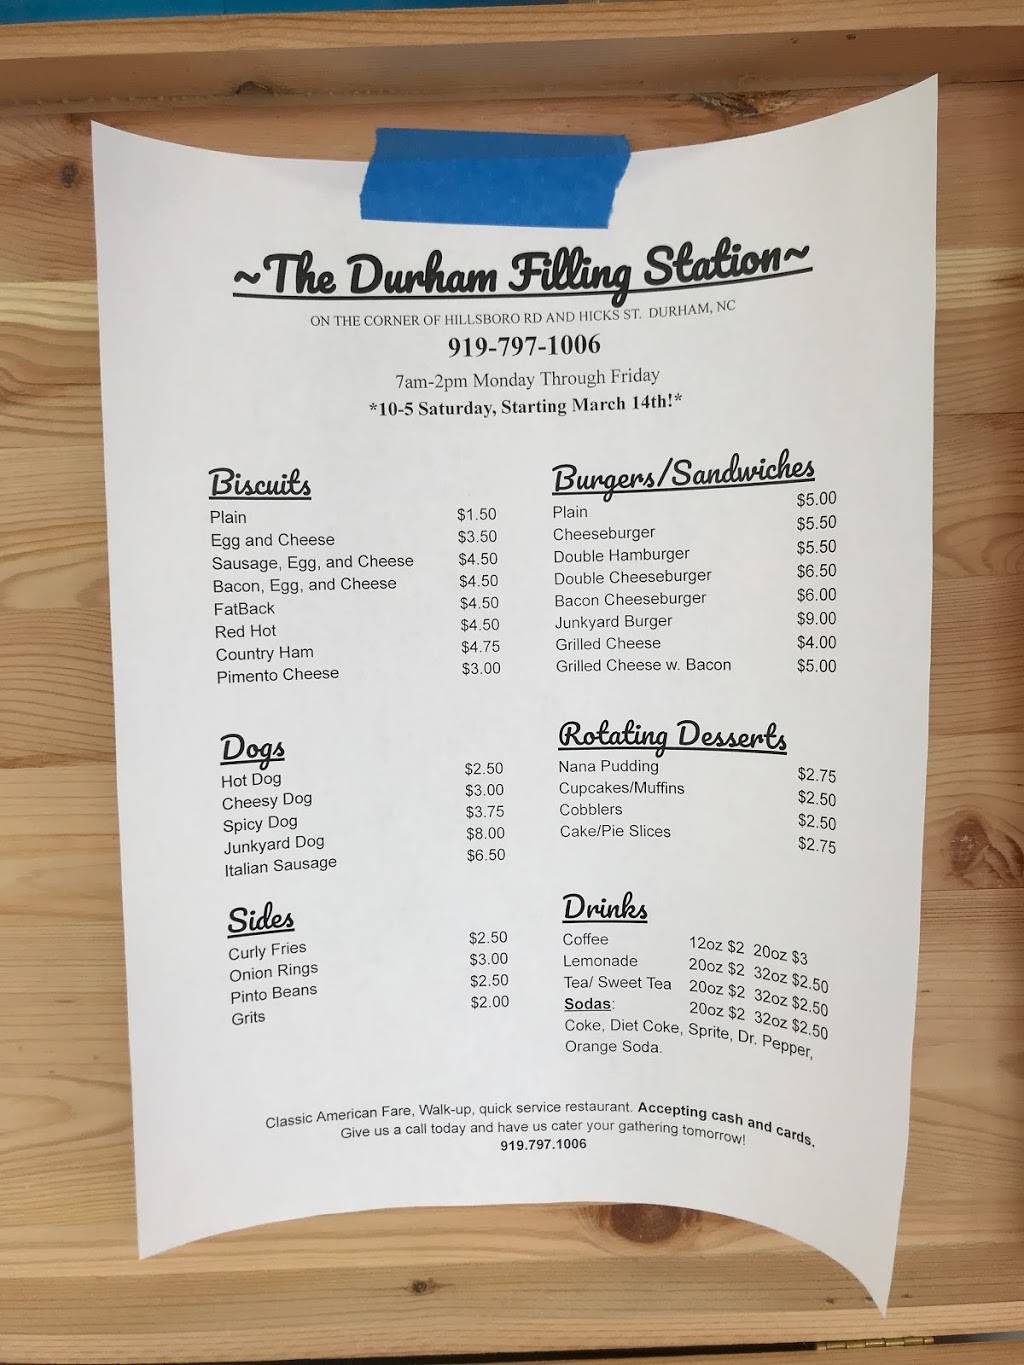 ~The Durham Filling Station~
ON THE CORNER OF HILLSBORO RD AND HICKS ST. DURHAM, NC
919-797-1006
7am-2pm Monday Through Friday
*10-5 Saturday, Starting March 14th!*
Biscuits
Plain $1.50
Egg and Cheese $3.50
Sausage, Egg, and Cheese $4.50
Bacon, Egg, and Cheese $4.50
FatBack $4.50
Red Hot $4.50
Country Ham $4.75
Pimento Cheese $3.00
Burgers/Sandwiches
Plain $5.00
Cheeseburger $5.50
Double Hamburger $5.50
Double Cheeseburger $6.50
Bacon Cheeseburger $6.00
Junkyard Burger $9.00
Grilled Cheese $4.00
Grilled Cheese w. Bacon $5.00
Dogs
Hot Dog $2.50
Cheesy Dog $3.00
Spicy Dog $3.75
Junkyard Dog $8.00
Italian Sausage $6.50
Rotating Desserts
Nana Pudding $2.75
Cupcakes/Muffins $2.50
Cobblers $2.50
Cake/Pie Slices $2.75
Sides
Curly Fries $2.50
Onion Rings $3.00
Pinto Beans $2.50
Grits $2.00
Drinks
Coffee 12oz $2 20oz $3
Lemonade 20oz $2 32oz $2.50
Tea/ Sweet Tea 20oz $2 32oz $2.50
Sodas: 20oz $2 32oz $2.50
Coke, Diet Coke, Sprite, Dr. Pepper,
Orange Soda.
Classic American Fare, Walk-up, quick service restaurant. Accepting cash and cards.
Give us a call today and have us cater your gathering tomorrow!
919.797.1006